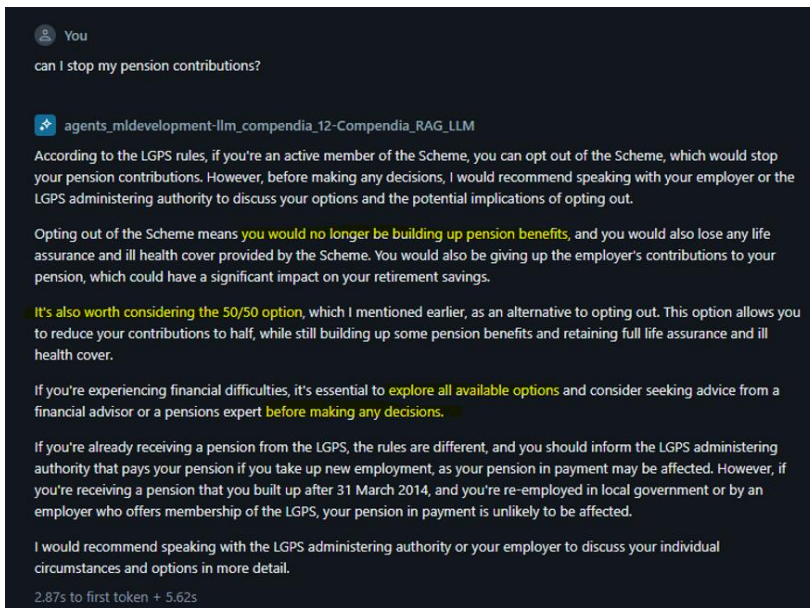 You
can I stop my pension contributions?
agents_mldevelopment-llm_compendia_12-Compendia_RAG_LLM
According to the LGPS rules, if you're an active member of the Scheme, you can opt out of the Scheme, which would stop
your pension contributions. However, before making any decisions, I would recommend speaking with your employer or the
LGPS administering authority to discuss your options and the potential implications of opting out.
Opting out of the Scheme means you would no longer be building up pension benefits, and you would also lose any life
assurance and ill health cover provided by the Scheme. You would also be giving up the employer's contributions to your
pension, which could have a significant impact on your retirement savings.
It's also worth considering the 50/50 option, which I mentioned earlier, as an alternative to opting out. This option allows you
to reduce your contributions to half, while still building up some pension benefits and retaining full life assurance and ill
health cover.
If you're experiencing financial difficulties, it's essential to explore all available options and consider seeking advice from a
financial advisor or a pensions expert before making any decisions.
If you're already receiving a pension from the LGPS, the rules are different, and you should inform the LGPS administering
authority that pays your pension if you take up new employment, as your pension in payment may be affected. However, if
you're receiving a pension that you built up after 31 March 2014, and you're re-employed in local government or by an
employer who offers membership of the LGPS, your pension in payment is unlikely to be affected.
I would recommend speaking with the LGPS administering authority or your employer to discuss your individual
circumstances and options in more detail.
2.87s to first token + 5.62s